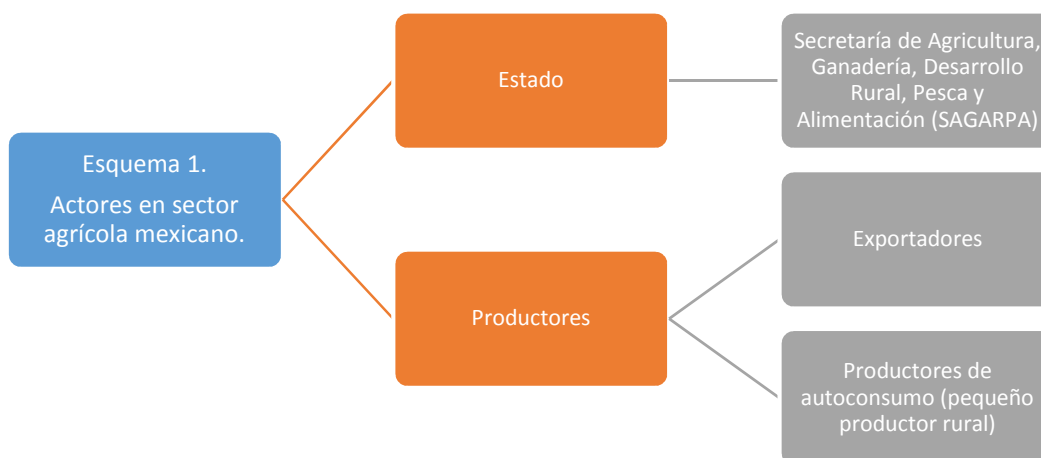 Esquema 1.
Actores en sector
agrícola mexicano.
Estado
Secretaría de Agricultura,
Ganadería, Desarrollo
Rural, Pesca y
Alimentación (SAGARPA)
Productores
Exportadores
Productores de
autoconsumo (pequeño
productor rural)